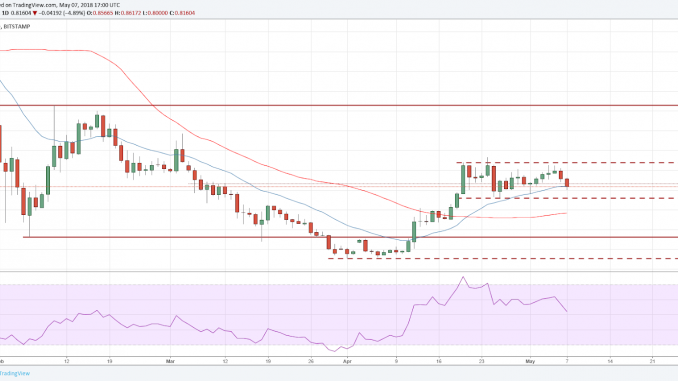 d on TradingView.com, May 07, 2018 17:00 UTC
1D 0.81604 ▼ −0.04192 (−4.89%) O:0.85665 H:0.86172 L:0.80000 C:0.81604
, BITSTAMP
12 19 Mar 12 19 26 Apr 9 16 23 May 7 14 21
TradingView